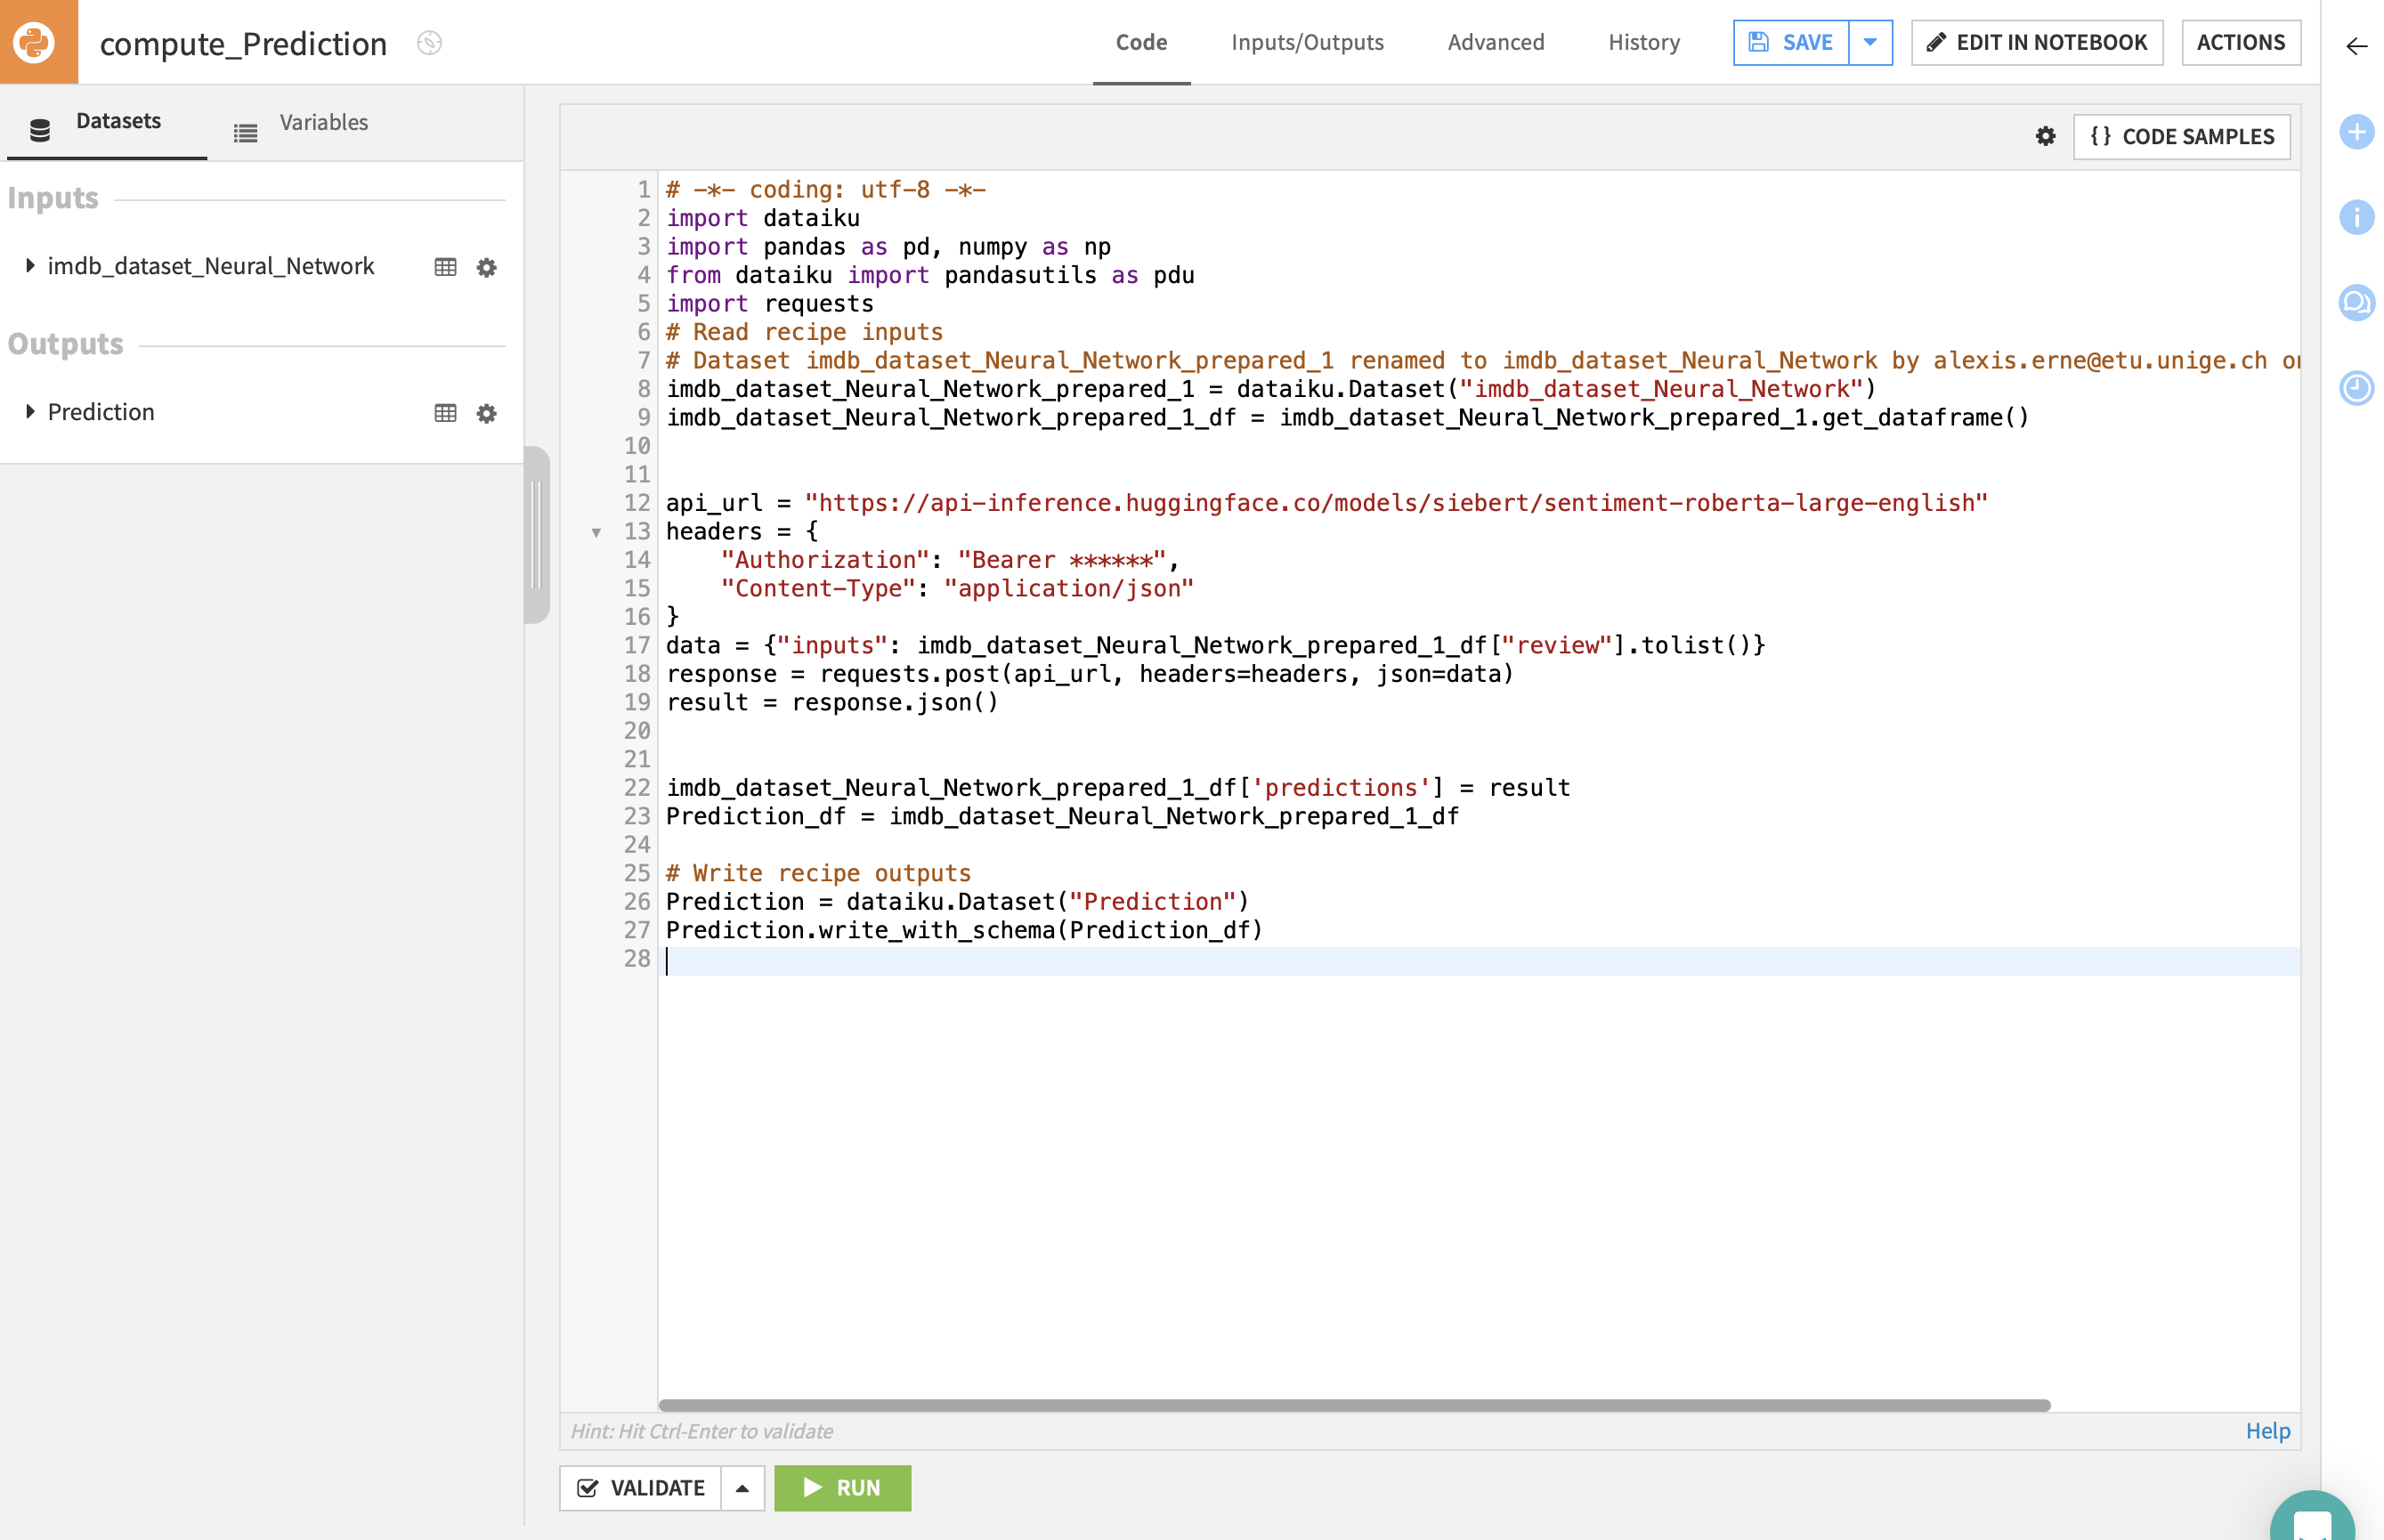 compute_Prediction
Code
Inputs/Outputs
Advanced
History
SAVE
EDIT IN NOTEBOOK
ACTIONS
Datasets
Variables
Inputs
imdb_dataset_Neural_Network
Outputs
Prediction
{} CODE SAMPLES
1 # -*- coding: utf-8 -*-
2 import dataiku
3 import pandas as pd, numpy as np
4 from dataiku import pandasutils as pdu
5 import requests
6 # Read recipe inputs
7 # Dataset imdb_dataset_Neural_Network_prepared_1 renamed to imdb_dataset_Neural_Network by alexis.erne@etu.unige.ch on
8 imdb_dataset_Neural_Network_prepared_1 = dataiku.Dataset("imdb_dataset_Neural_Network")
9 imdb_dataset_Neural_Network_prepared_1_df = imdb_dataset_Neural_Network_prepared_1.get_dataframe()
10
11
12 api_url = "https://api-inference.huggingface.co/models/siebert/sentiment-roberta-large-english"
13 headers = {
14     "Authorization": "Bearer ******",
15     "Content-Type": "application/json"
16 }
17 data = {"inputs": imdb_dataset_Neural_Network_prepared_1_df["review"].tolist()}
18 response = requests.post(api_url, headers=headers, json=data)
19 result = response.json()
20
21
22 imdb_dataset_Neural_Network_prepared_1_df['predictions'] = result
23 Prediction_df = imdb_dataset_Neural_Network_prepared_1_df
24
25 # Write recipe outputs
26 Prediction = dataiku.Dataset("Prediction")
27 Prediction.write_with_schema(Prediction_df)
28
Hint: Hit Ctrl-Enter to validate
Help
VALIDATE
RUN